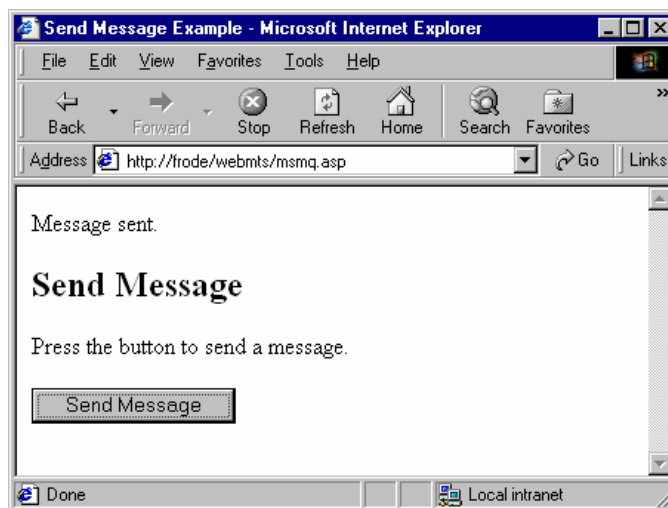 Send Message Example - Microsoft Internet Explorer
File Edit View Favorites Tools Help
Back Forward Stop Refresh Home Search Favorites »
Address http://frode/webmts/msmq.asp Go Links
Message sent.
Send Message
Press the button to send a message.
Send Message
Done Local intranet